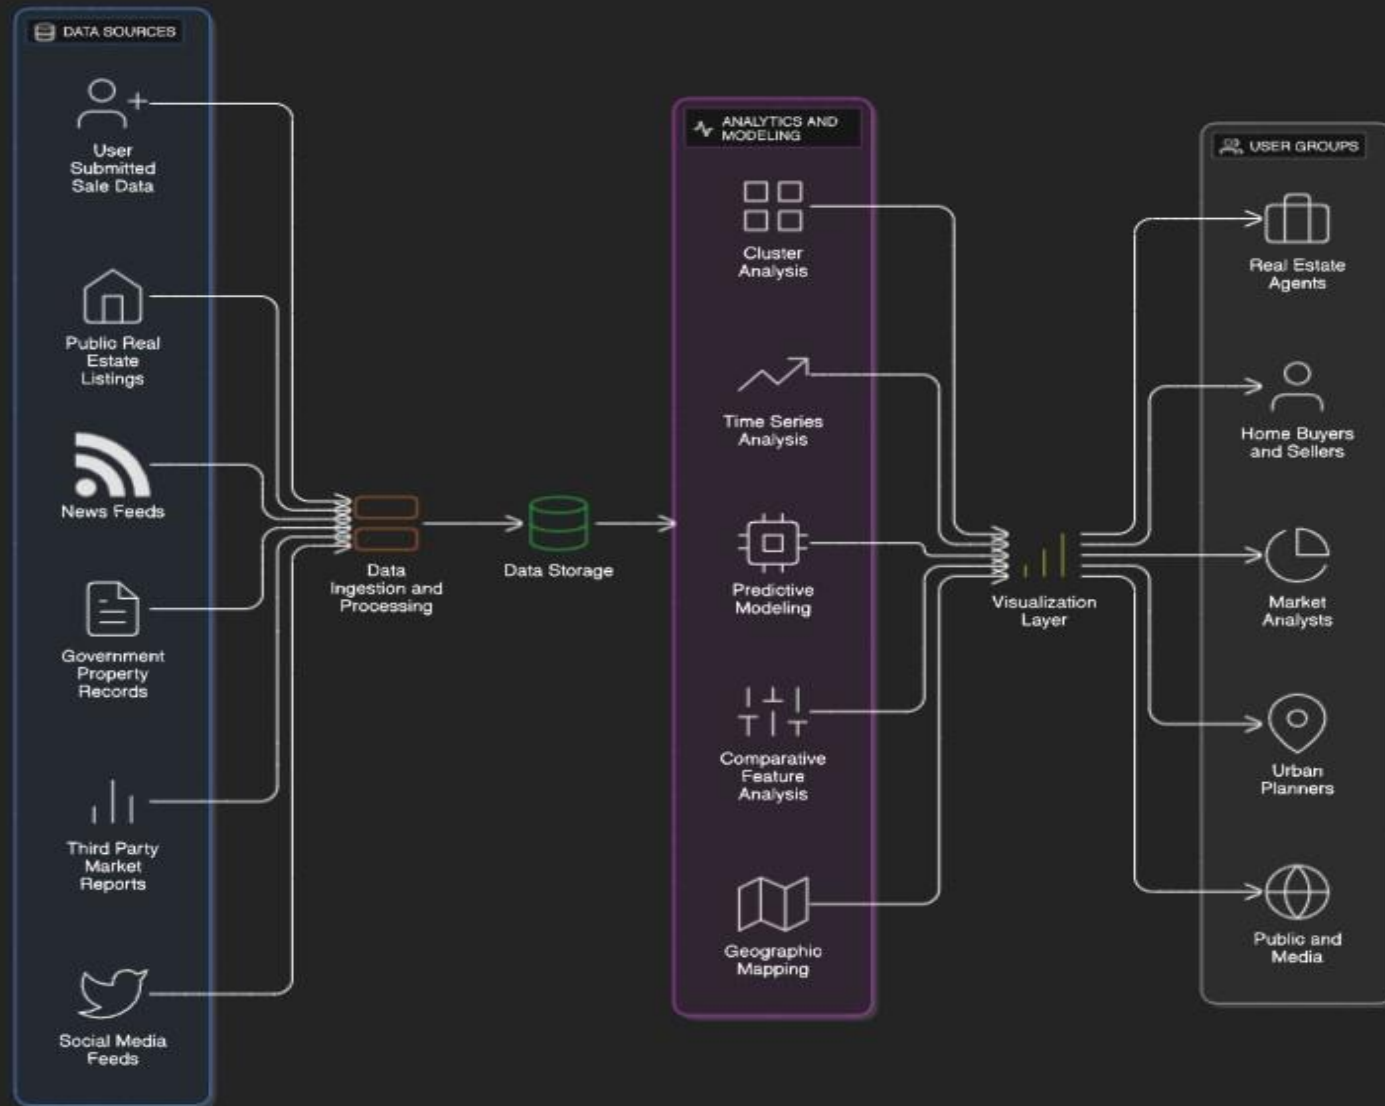 DATA SOURCES
User
Submitted
Sale Data
Public Real
Estate
Listings
News Feeds
Government
Property
Records
Third Party
Market
Reports
Social Media
Feeds
Data
Ingestion and
Processing
Data Storage
ANALYTICS AND
MODELING
Cluster
Analysis
Time Series
Analysis
Predictive
Modeling
Comparative
Feature
Analysis
Geographic
Mapping
Visualization
Layer
USER GROUPS
Real Estate
Agents
Home Buyers
and Sellers
Market
Analysts
Urban
Planners
Public and
Media